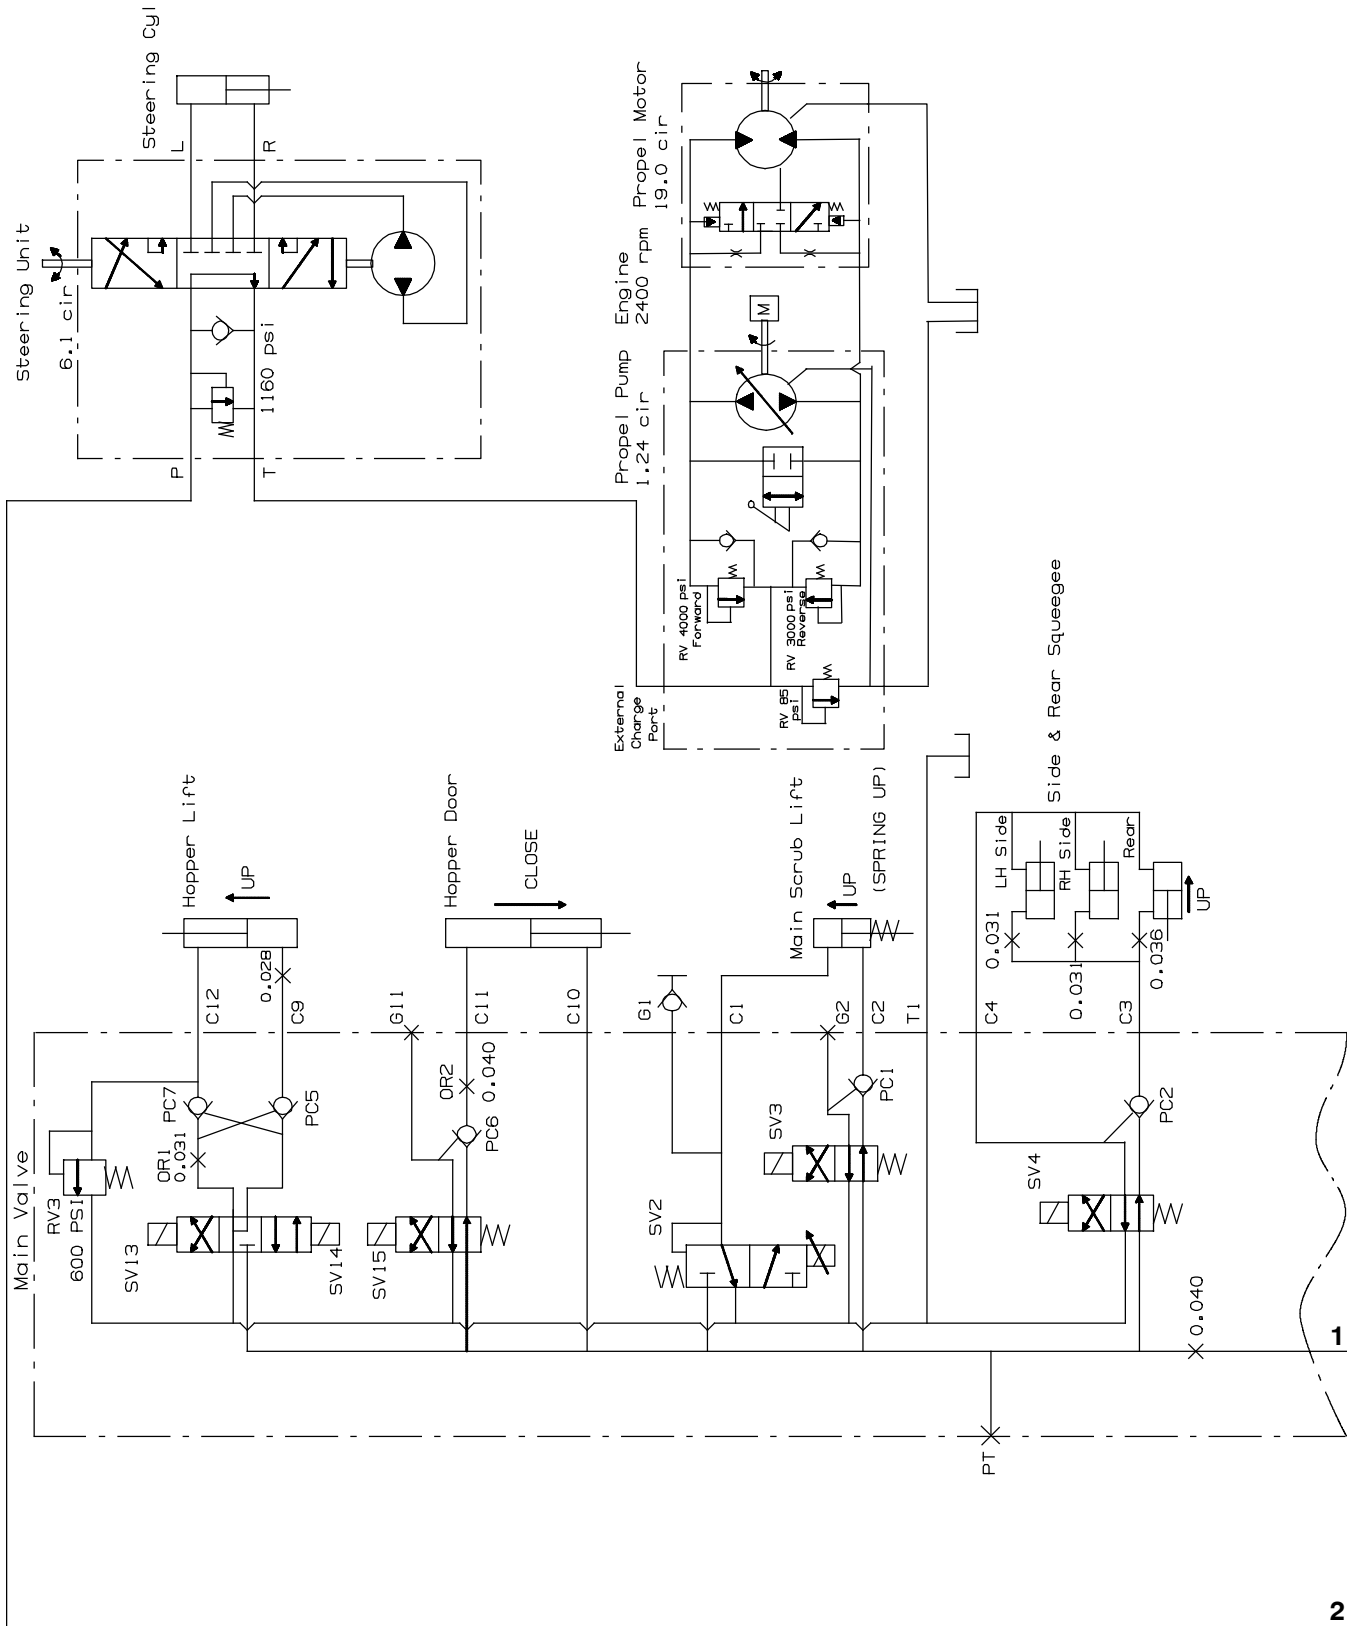 Steering Unit
6.1 cir
Steering Cyl
L
R
1160 psi
P
T
Propel Motor
19.0 cir
Engine
2400 rpm
M
Propel Pump
1.24 cir
RV 4000 psi
Forward
RV 3000 psi
Reverse
RV 85
psi
External
Charge
Port
Hopper Lift
UP
C12
C9
0.028
Hopper Door
CLOSE
G11
C11
C10
Main Scrub Lift
UP
(SPRING UP)
G1
C1
G2
C2
T1
Side & Rear Squeegee
LH Side
RH Side
Rear
UP
0.031
0.031
0.036
C4
C3
Main Valve
RV3
600 PSI
OR1
0.031
PC7
PC5
SV13
SV14
OR2
0.040
PC6
SV15
SV2
SV3
PC1
SV4
PC2
0.040
PT
1
2